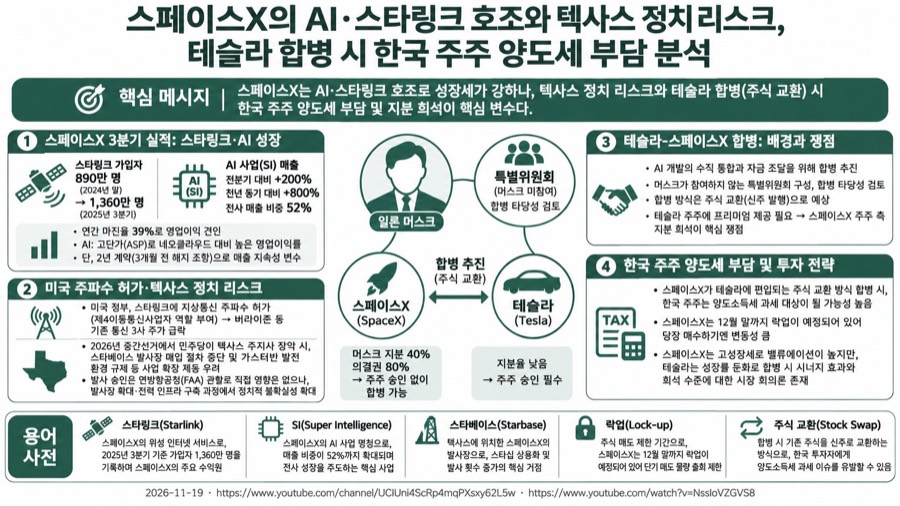 스페이스X의 AI·스타링크 호조와 텍사스 정치리스크,
테슬라 합병 시 한국 주주 양도세 부담 분석
핵심 메시지
스페이스X는 AI·스타링크 호조로 성장세가 강하나, 텍사스 정치 리스크와 테슬라 합병(주식 교환) 시
한국 주주 양도세 부담 및 지분 희석이 핵심 변수다.
1 스페이스X 3분기 실적: 스타링크·AI 성장
스타링크 가입자
890만 명
(2024년 말)
→ 1,360만 명
(2025년 3분기)
AI (SI)
AI 사업(SI) 매출
전분기 대비 +200%
천년 동기 대비 +800%
전사 매출 비중 52%
• 연간 마진율 39%로 영업이익 견인
• AI: 고단가(ASP)로 네오클라우드 대비 높은 영업이익률
• 단, 2년 계약(3개월 전 해지 조항)으로 매출 지속성 변수
2 미국 주파수 허가·텍사스 정치 리스크
• 미국 정부, 스타링크에 지상통신 주파수 허가
(제4이동통신사업자 역할 부여) → 버라이존 등
기존 통신 3사 주가 급락
• 2026년 중간선거에서 민주당이 텍사스 주지사 장악 시,
스타베이스 발사장 매입 절차 중단 및 가스터반 발전
환경 규제 등 사업 확장 제동 우려
• 발사 승인은 연방항공청(FAA) 관할로 직접 영향은 없으나,
발사장 확대·전력 인프라 구축 과정에서 정치적 불확실성 확대
일론 머스크
특별위원회
(머스크 미참여)
합병 타당성 검토
합병 추진
(주식 교환)
스페이스X
(SpaceX)
테슬라
(Tesla)
머스크 지분 40%
의결권 80%
→ 주주 승인 없이
합병 가능
지분율 낮음
→ 주주 승인 필수
3 테슬라-스페이스X 합병: 배경과 쟁점
• AI 개발의 수직 통합과 자금 조달을 위해 합병 추진
• 머스크가 참여하지 않는 특별위원회 구성, 합병 타당성 검토
• 합병 방식은 주식 교환(신주 발행)으로 예상
• 테슬라 주주에 프리미엄 제공 필요 → 스페이스X 주주 측
지분 희석이 핵심 쟁점
4 한국 주주 양도세 부담 및 투자 전략
TAX
• 스페이스X가 테슬라에 편입되는 주식 교환 방식 합병 시,
한국 주주는 양도소득세 과세 대상이 될 가능성 높음
• 스페이스X는 12월 말까지 락업이 예정되어 있어
당장 매수하기엔 변동성 큼
• 스페이스X는 고성장세로 밸류에이션이 높지만,
테슬라는 성장률 둔화로 합병 시 시너지 효과와
희석 수준에 대한 시장 회의론 존재
용어
사전
스타링크(Starlink)
스페이스X의 위성 인터넷 서비스로,
2025년 3분기 기준 가입자 1,360만 명을
기록하며 스페이스X의 주요 수익원
SI(Super Intelligence)
스페이스X의 AI 사업 명칭으로,
매출 비중이 52%까지 확대되며
전사 성장을 주도하는 핵심 사업
스타베이스(Starbase)
텍사스에 위치한 스페이스X의
발사장으로, 스타십 상용화 및
발사 횟수 증가의 핵심 거점
락업(Lock-up)
주식 매도 제한 기간으로,
스페이스X는 12월 말까지 락업이
예정되어 있어 단기 매도 물량 출회 제한
주식 교환(Stock Swap)
합병 시 기존 주식을 신주로 교환하는
방식으로, 한국 투자자에게
양도소득세 과세 이슈를 유발할 수 있음
2026-11-19 · https://www.youtube.com/channel/UCIUni4ScRp4mqPXsxy62L5w · https://www.youtube.com/watch?v=NssloVZGVS8